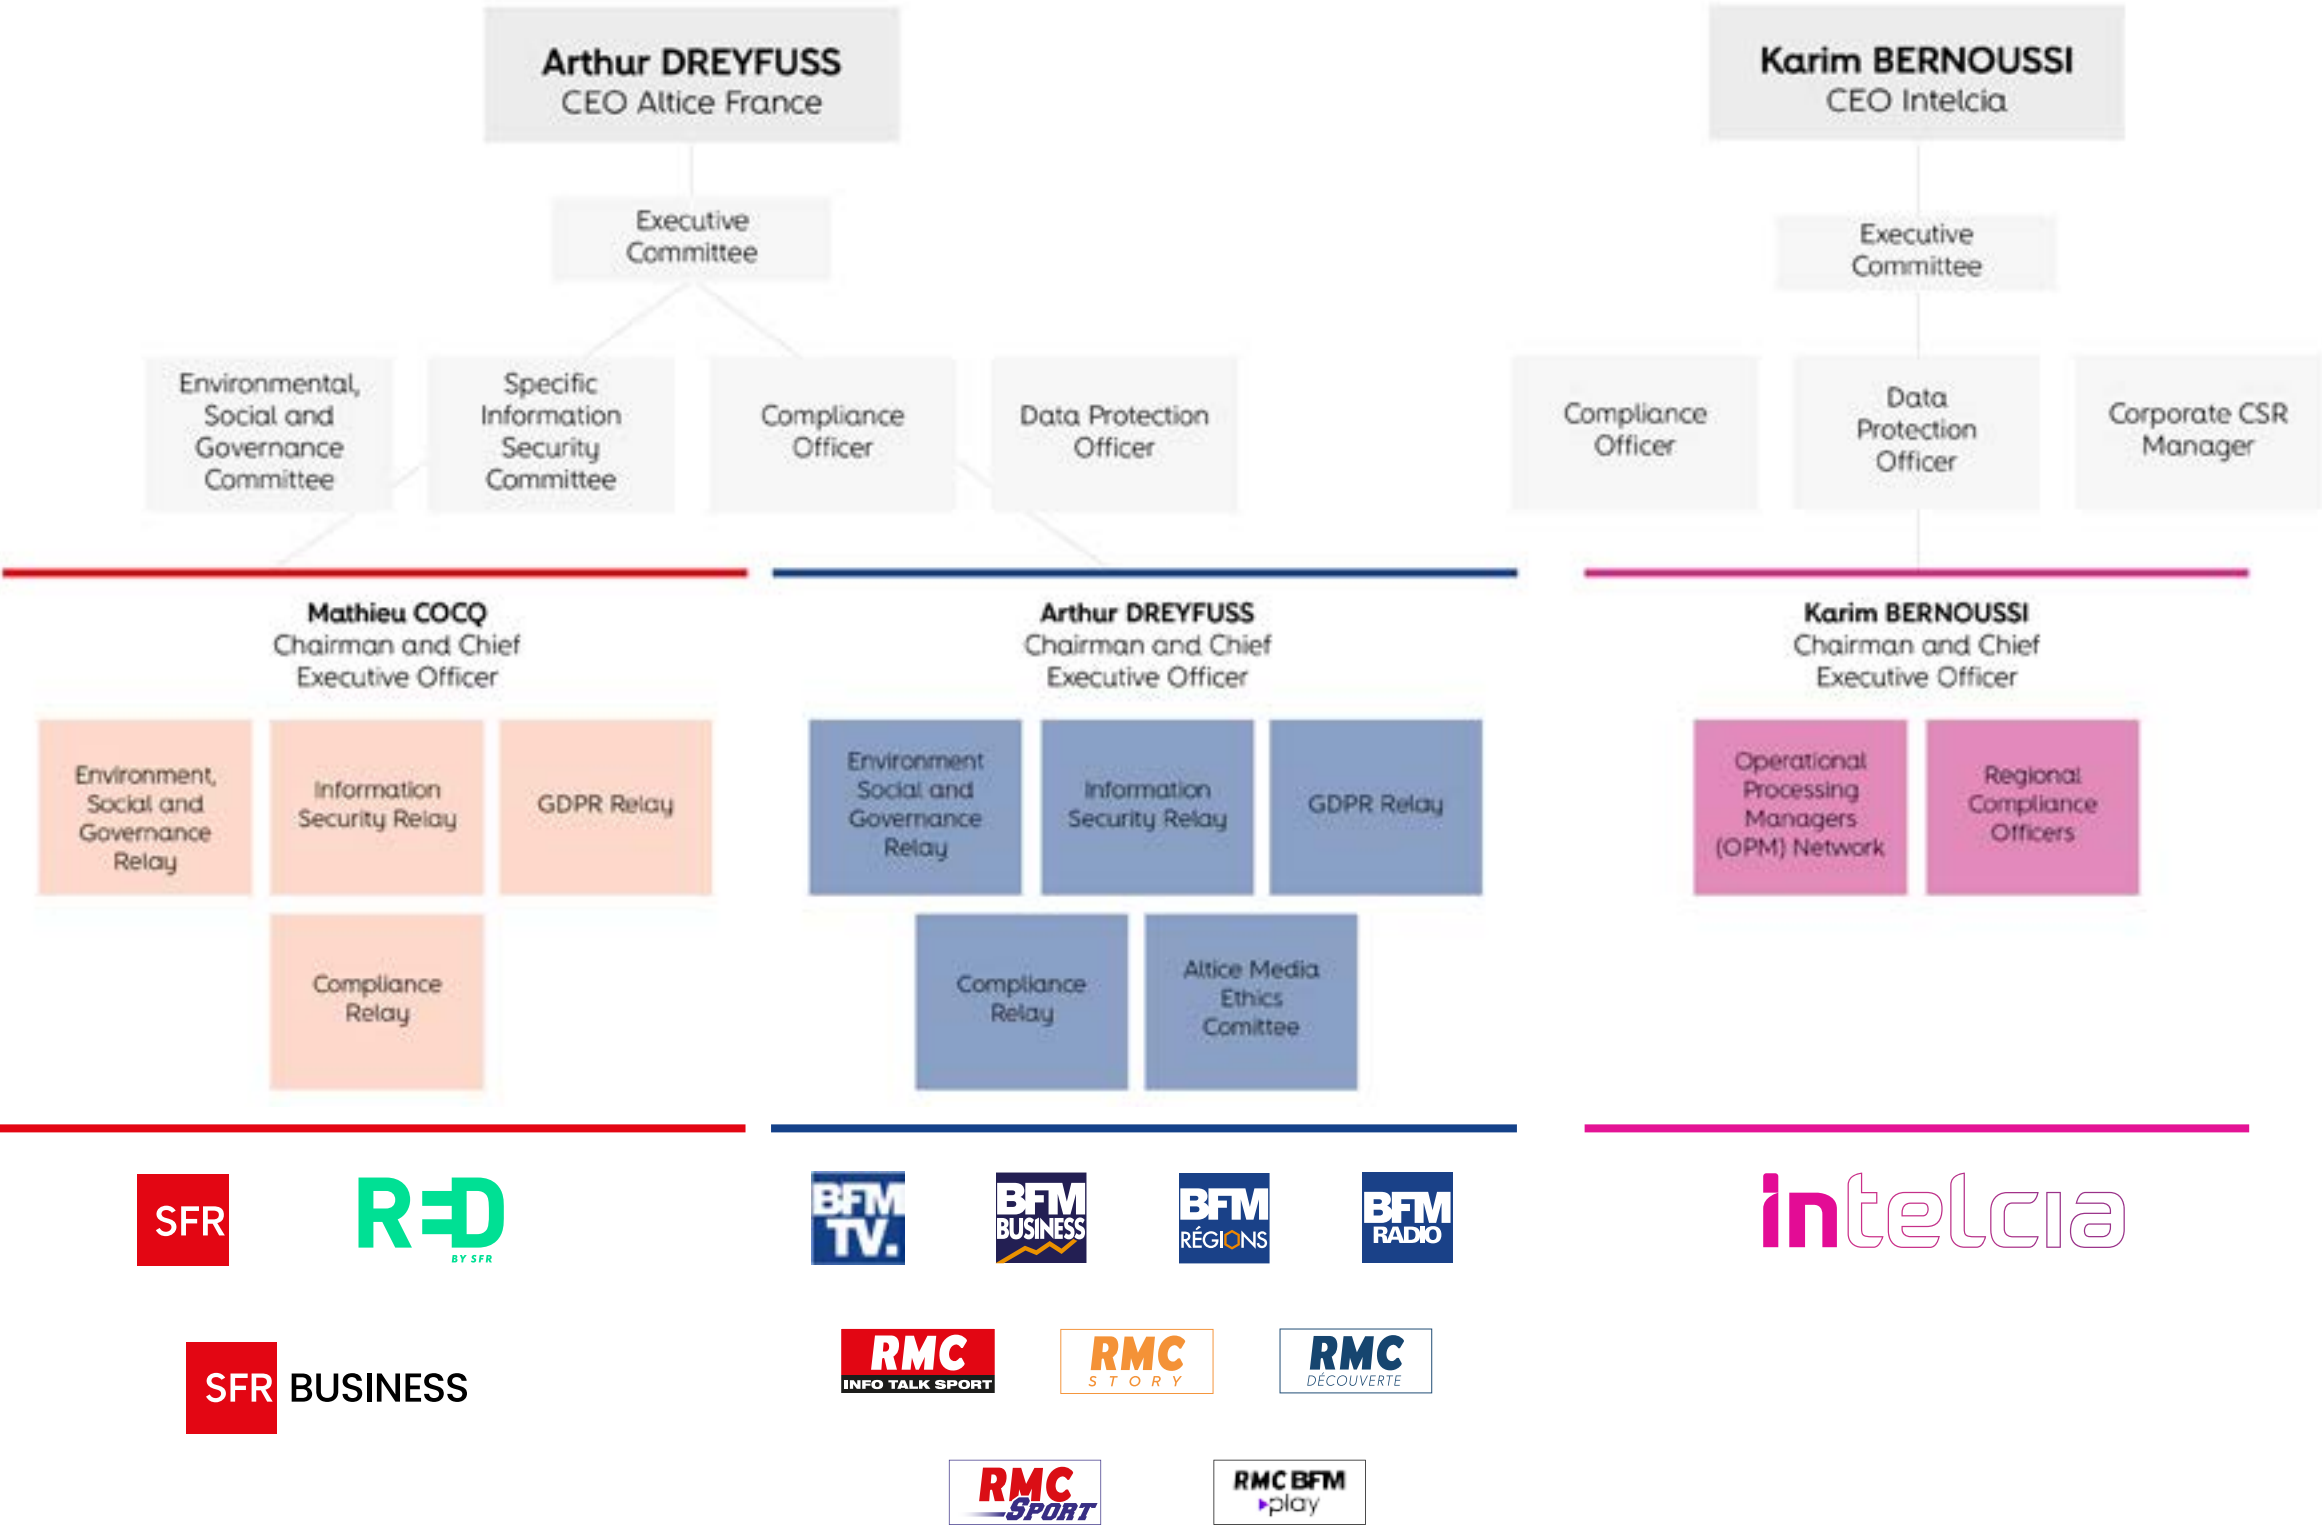 Arthur DREYFUSS
CEO Altice France
Karim BERNOUSSI
CEO Intelcia
Executive
Committee
Executive
Committee
Environmental,
Social and
Governance
Committee
Specific
Information
Security
Committee
Compliance
Officer
Data Protection
Officer
Compliance
Officer
Data
Protection
Officer
Corporate CSR
Manager
Mathieu COCQ
Chairman and Chief
Executive Officer
Environment,
Social and
Governance
Relay
Information
Security Relay
GDPR Relay
Compliance
Relay
Arthur DREYFUSS
Chairman and Chief
Executive Officer
Environment
Social and
Governance
Relay
Information
Security Relay
GDPR Relay
Compliance
Relay
Altice Media
Ethics
Comittee
Karim BERNOUSSI
Chairman and Chief
Executive Officer
Operational
Processing
Managers
(OPM) Network
Regional
Compliance
Officers
SFR
RED
BY SFR
SFR BUSINESS
BFM
TV.
BFM
BUSINESS
BFM
RÉGIONS
BFM
RADIO
RMC
INFO TALK SPORT
RMC
STORY
RMC
DÉCOUVERTE
RMC
SPORT
RMC BFM
play
intelcia